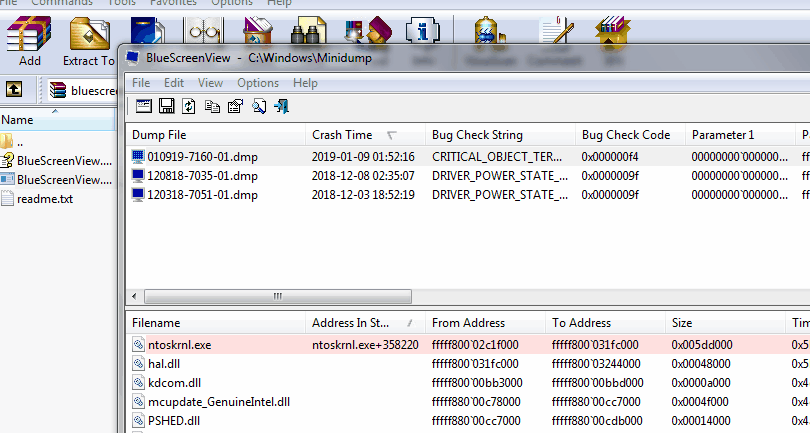 File Commands Tools Favorites Options Help
Add Extract To
BlueScreenView - C:\Windows\Minidump
File Edit View Options Help
bluescree
Name
..
BlueScreenView....
BlueScreenView....
readme.txt
Dump File Crash Time Bug Check String Bug Check Code Parameter 1 Pa
010919-7160-01.dmp 2019-01-09 01:52:16 CRITICAL_OBJECT_TER... 0x000000f4 00000000`000000... ff
120818-7035-01.dmp 2018-12-08 02:35:07 DRIVER_POWER_STATE_... 0x0000009f 00000000`000000... ff
120318-7051-01.dmp 2018-12-03 18:52:19 DRIVER_POWER_STATE_... 0x0000009f 00000000`000000... ff
Filename Address In St... From Address To Address Size Tim
ntoskrnl.exe ntoskrnl.exe+358220 fffff800`02c1f000 fffff800`031fc000 0x005dd000 0x5
hal.dll fffff800`031fc000 fffff800`03244000 0x00048000 0x5
kdcom.dll fffff800`00bb3000 fffff800`00bbd000 0x0000a000 0x4
mcupdate_GenuineIntel.dll fffff880`00c78000 fffff880`00cc7000 0x0004f000 0x4
PSHED.dll fffff880`00cc7000 fffff880`00cdb000 0x00014000 0x4